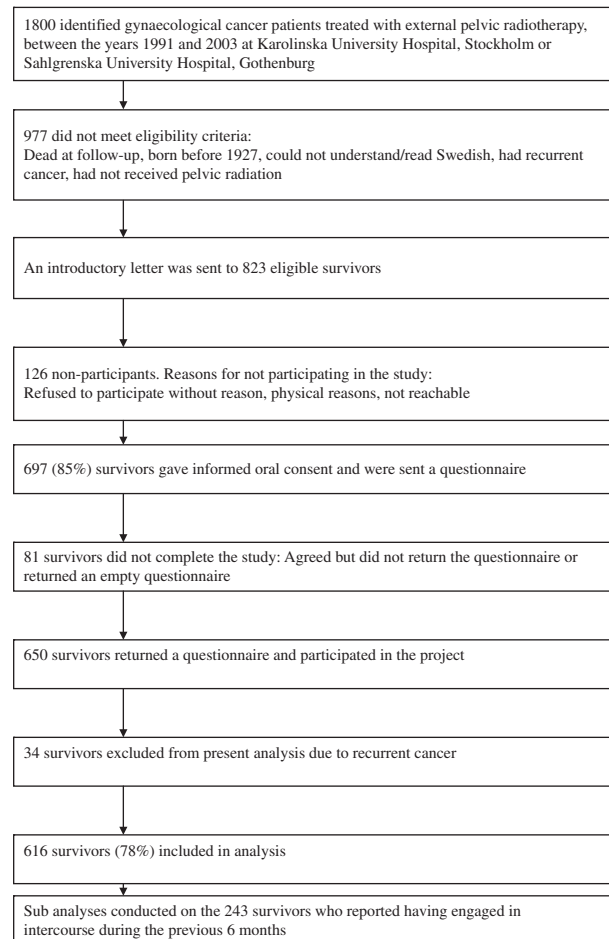 1800 identified gynaecological cancer patients treated with external pelvic radiotherapy,
between the years 1991 and 2003 at Karolinska University Hospital, Stockholm or
Sahlgrenska University Hospital, Gothenburg
977 did not meet eligibility criteria:
Dead at follow-up, born before 1927, could not understand/read Swedish, had recurrent
cancer, had not received pelvic radiation
An introductory letter was sent to 823 eligible survivors
126 non-participants. Reasons for not participating in the study:
Refused to participate without reason, physical reasons, not reachable
697 (85%) survivors gave informed oral consent and were sent a questionnaire
81 survivors did not complete the study: Agreed but did not return the questionnaire or
returned an empty questionnaire
650 survivors returned a questionnaire and participated in the project
34 survivors excluded from present analysis due to recurrent cancer
616 survivors (78%) included in analysis
Sub analyses conducted on the 243 survivors who reported having engaged in
intercourse during the previous 6 months